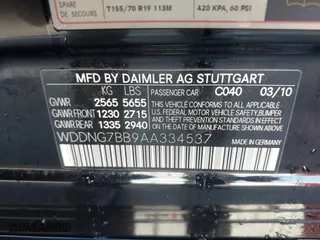 SPARE
DE SECOURS
T155/70 R19 113M
420 KPA, 60 PSI
MFD BY DAIMLER AG STUTTGART
KG LBS PASSENGER CAR C040 03/10
GVWR 2565 5655
GAWR FRONT 1230 2715
GAWR REAR 1335 2940
THIS VEHICLE CONFORMS TO ALL APPLICABLE
U.S. FEDERAL MOTOR VEHICLE SAFETY, BUMPER
AND THEFT PREVENTION STANDARDS IN EFFECT
ON THE DATE OF MANUFACTURE SHOWN ABOVE
WDDNG7BB9AA334537
MADE IN GERMANY